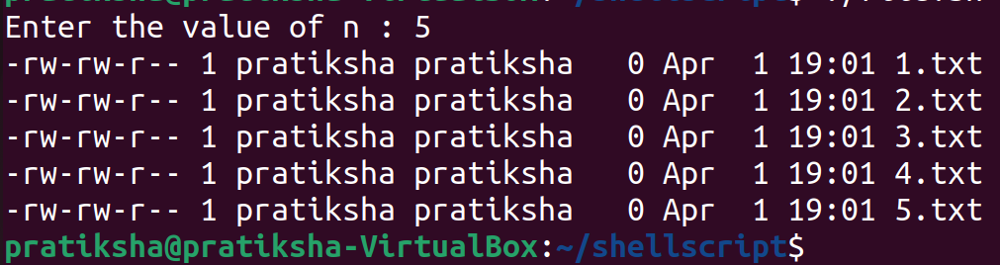 Enter the value of n : 5
-rw-rw-r-- 1 pratiksha pratiksha   0 Apr  1 19:01 1.txt
-rw-rw-r-- 1 pratiksha pratiksha   0 Apr  1 19:01 2.txt
-rw-rw-r-- 1 pratiksha pratiksha   0 Apr  1 19:01 3.txt
-rw-rw-r-- 1 pratiksha pratiksha   0 Apr  1 19:01 4.txt
-rw-rw-r-- 1 pratiksha pratiksha   0 Apr  1 19:01 5.txt
pratiksha@pratiksha-VirtualBox:~/shellscript$